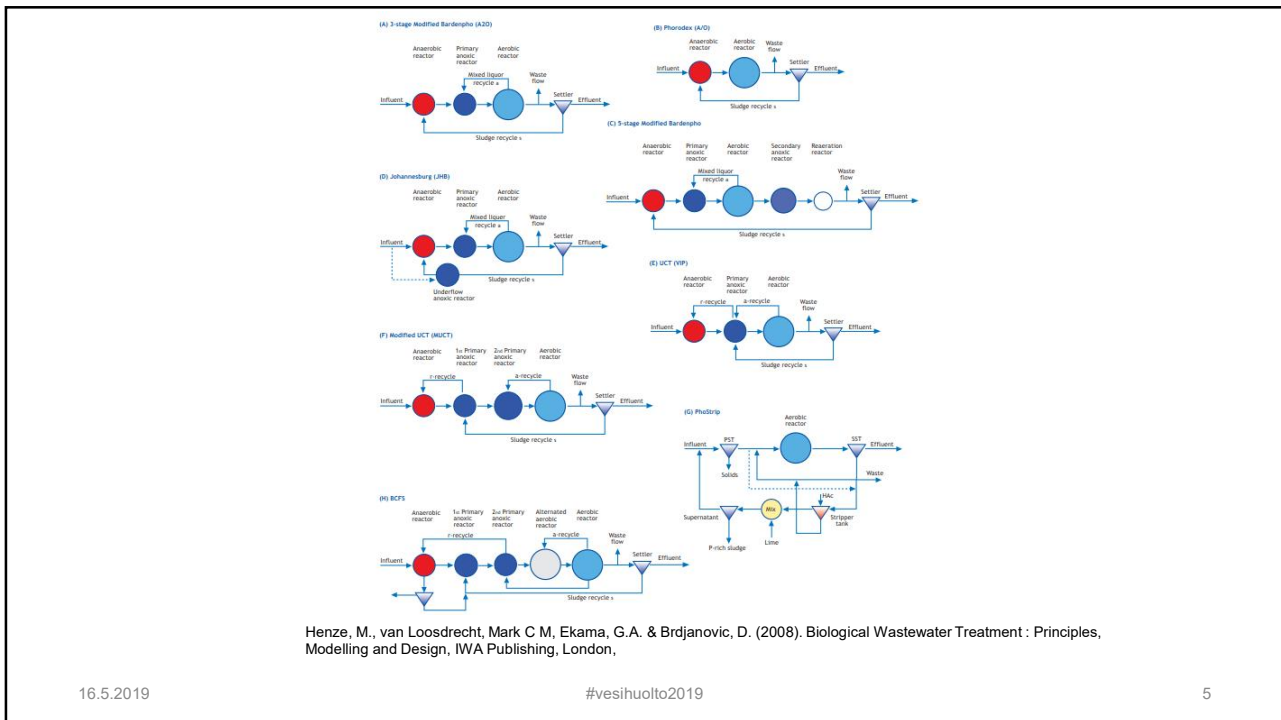 (A) 3-stage Modified Bardenpho (A2O)
Anaerobic reactor
Primary anoxic reactor
Aerobic reactor
Mixed liquor recycle a
Waste flow
Settler
Influent
Effluent
Sludge recycle s
(B) Phorodex (A/O)
Anaerobic reactor
Aerobic reactor
Waste flow
Settler
Influent
Effluent
Sludge recycle s
(C) 5-stage Modified Bardenpho
Anaerobic reactor
Primary anoxic reactor
Aerobic reactor
Secondary anoxic reactor
Reaeration reactor
Mixed liquor recycle a
Waste flow
Settler
Influent
Effluent
Sludge recycle s
(D) Johannesburg (JHB)
Anaerobic reactor
Primary anoxic reactor
Aerobic reactor
Mixed liquer recycle a
Waste flow
Settler
Influent
Effluent
Sludge recycle s
Underflow anoxic reactor
(E) UCT (VIP)
Anaerobic reactor
Primary anoxic reactor
Aerobic reactor
r-recycle
a-recycle
Waste flow
Settler
Influent
Effluent
Sludge recycle s
(F) Modified UCT (MUCT)
Anaerobic reactor
1st Primary anoxic reactor
2nd Primary anoxic reactor
Aerobic reactor
r-recycle
a-recycle
Waste flow
Settler
Influent
Effluent
Sludge recycle s
(G) PhoStrip
Aerobic reactor
Influent
PST
SST
Effluent
Solids
Waste
HAc
Supernatant
Mix
Stripper tank
Lime
P-rich sludge
(H) BCFS
Anaerobic reactor
1st Primary anoxic reactor
2nd Primary anoxic reactor
Alternated aerobic reactor
Aerobic reactor
r-recycle
a-recycle
Waste flow
Settler
Influent
Effluent
Sludge recycle s
Henze, M., van Loosdrecht, Mark C M, Ekama, G.A. & Brdjanovic, D. (2008). Biological Wastewater Treatment : Principles,
Modelling and Design, IWA Publishing, London,
16.5.2019
#vesihuolto2019
5